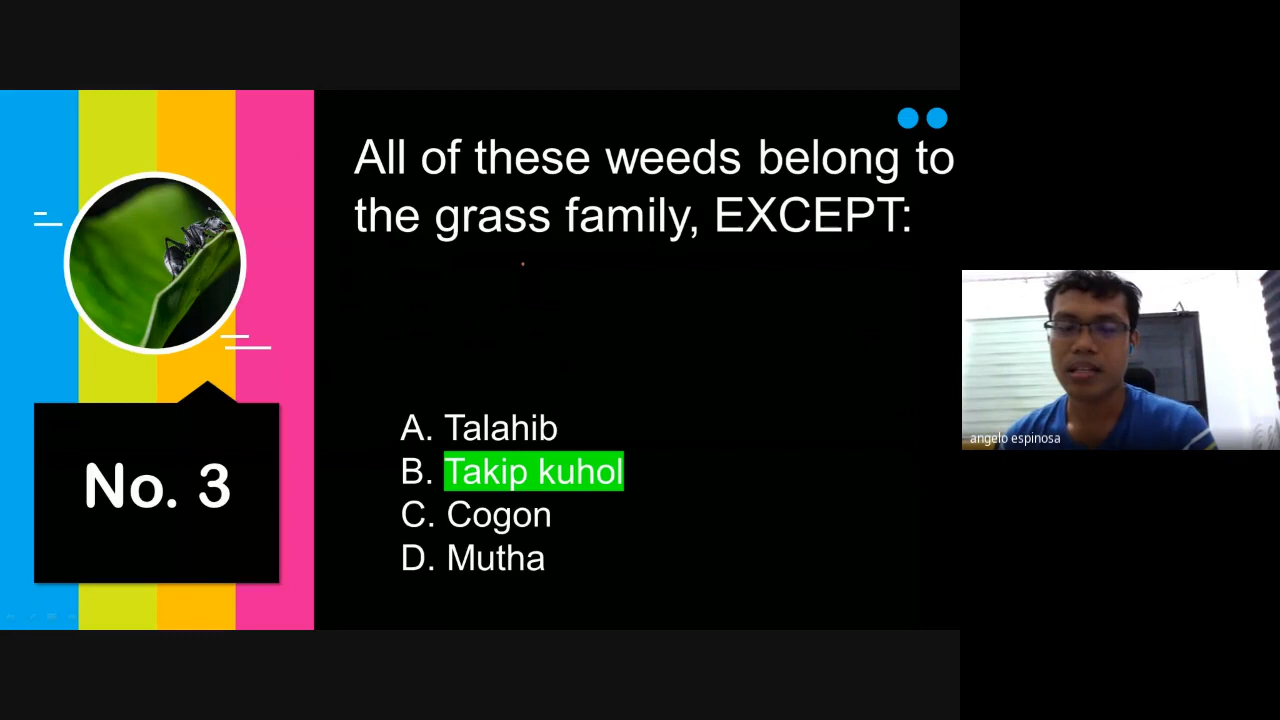 All of these weeds belong to
the grass family, EXCEPT:
No. 3
A. Talahib
B. Takip kuhol
C. Cogon
D. Mutha
angelo espinosa